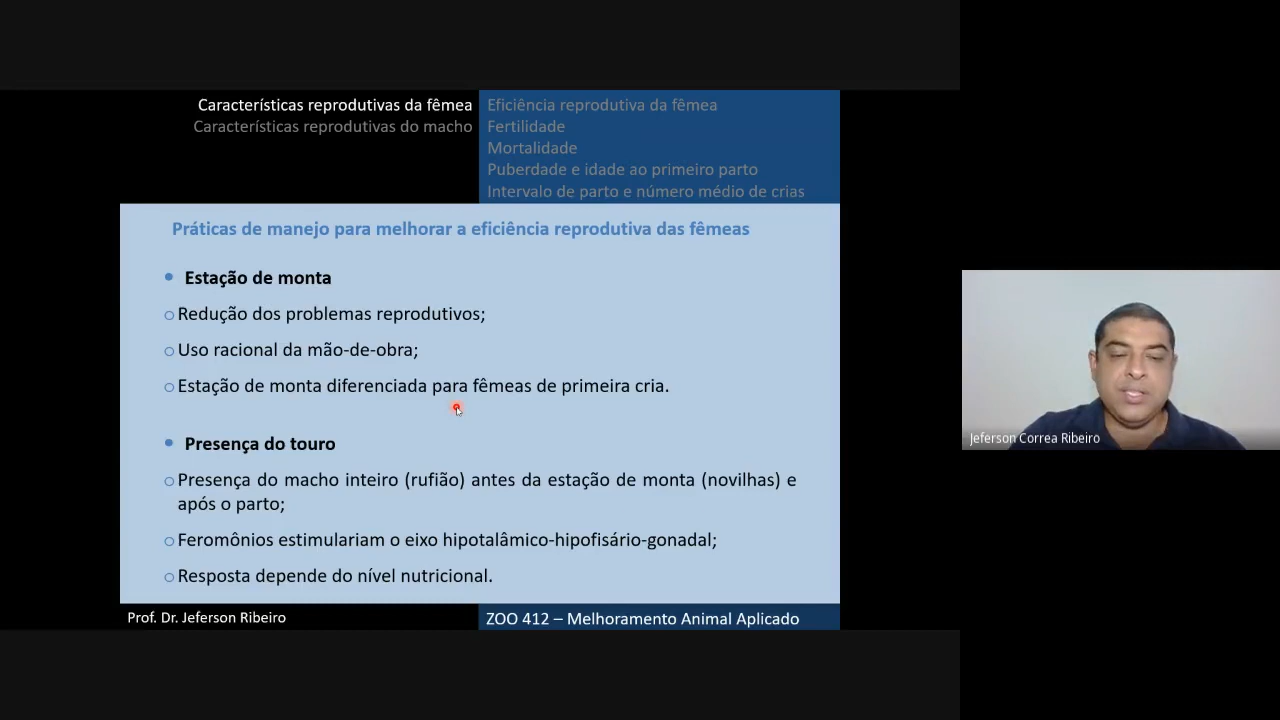 Características reprodutivas da fêmea
Características reprodutivas do macho
Eficiência reprodutiva da fêmea
Fertilidade
Mortalidade
Puberdade e idade ao primeiro parto
Intervalo de parto e número médio de crias
Práticas de manejo para melhorar a eficiência reprodutiva das fêmeas
Estação de monta
Redução dos problemas reprodutivos;
Uso racional da mão-de-obra;
Estação de monta diferenciada para fêmeas de primeira cria.
Presença do touro
Presença do macho inteiro (rufião) antes da estação de monta (novilhas) e
após o parto;
Feromônios estimulariam o eixo hipotalâmico-hipofisário-gonadal;
Resposta depende do nível nutricional.
Prof. Dr. Jeferson Ribeiro
ZOO 412 – Melhoramento Animal Aplicado
Jeferson Correa Ribeiro